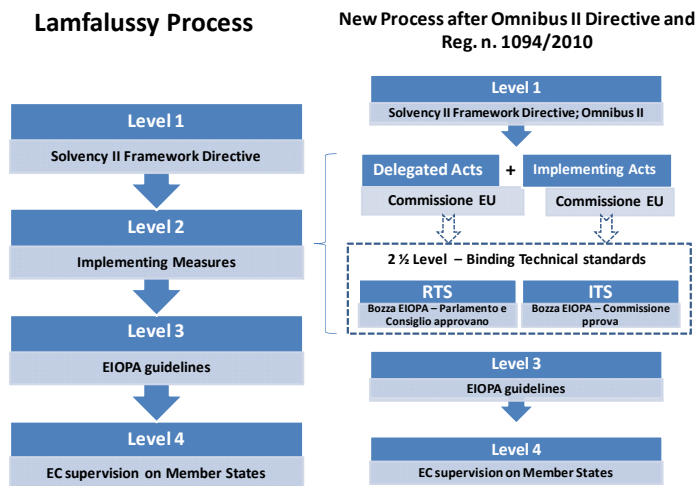 Lamfalussy Process
Level 1
Solvency II Framework Directive
Level 2
Implementing Measures
Level 3
EIOPA guidelines
Level 4
EC supervision on Member States
New Process after Omnibus II Directive and
Reg. n. 1094/2010
Level 1
Solvency II Framework Directive; Omnibus II
Delegated Acts + Implementing Acts
Commissione EU Commissione EU
2 ½ Level – Binding Technical standards
RTS
Bozza EIOPA – Parlamento e
Consiglio approvano
ITS
Bozza EIOPA – Commissione
pprova
Level 3
EIOPA guidelines
Level 4
EC supervision on Member States